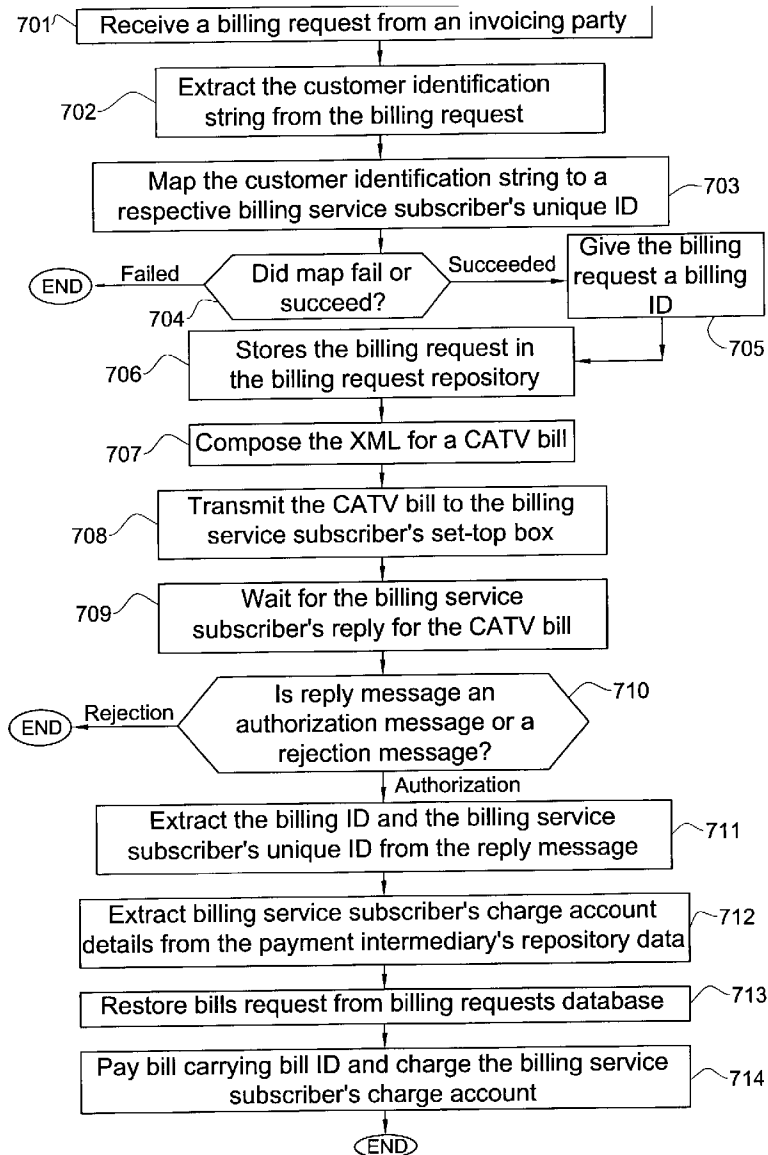 701
Receive a billing request from an invoicing party
Extract the customer identification
string from the billing request
702
Map the customer identification string to a
respective billing service subscriber's unique ID
703
Give the billing
request a billing
ID
705
END
Failed
Did map fail or
succeed?
Succeeded
704
706
Stores the billing request in
the billing request repository
707
Compose the XML for a CATV bill
708
Transmit the CATV bill to the billing
service subscriber's set-top box
709
Wait for the billing service
subscriber's reply for the CATV bill
710
Is reply message an
authorization message or a
rejection message?
END
Rejection
Authorization
Extract the billing ID and the billing service
subscriber's unique ID from the reply message
711
Extract billing service subscriber's charge account
details from the payment intermediary's repository data
712
Restore bills request from billing requests database
713
Pay bill carrying bill ID and charge the billing service
subscriber's charge account
714
END